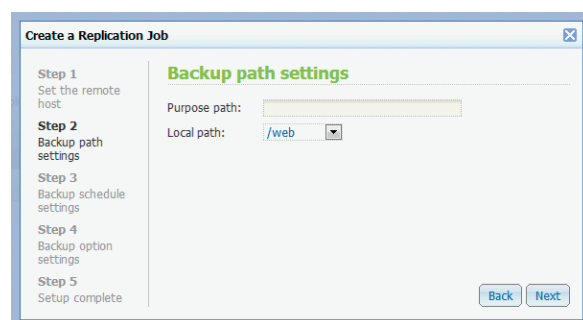 Create a Replication Job
Step 1
Set the remote
host
Step 2
Backup path
settings
Step 3
Backup schedule
settings
Step 4
Backup option
settings
Step 5
Setup complete
Backup path settings
Purpose path:
Local path: /web
Back Next